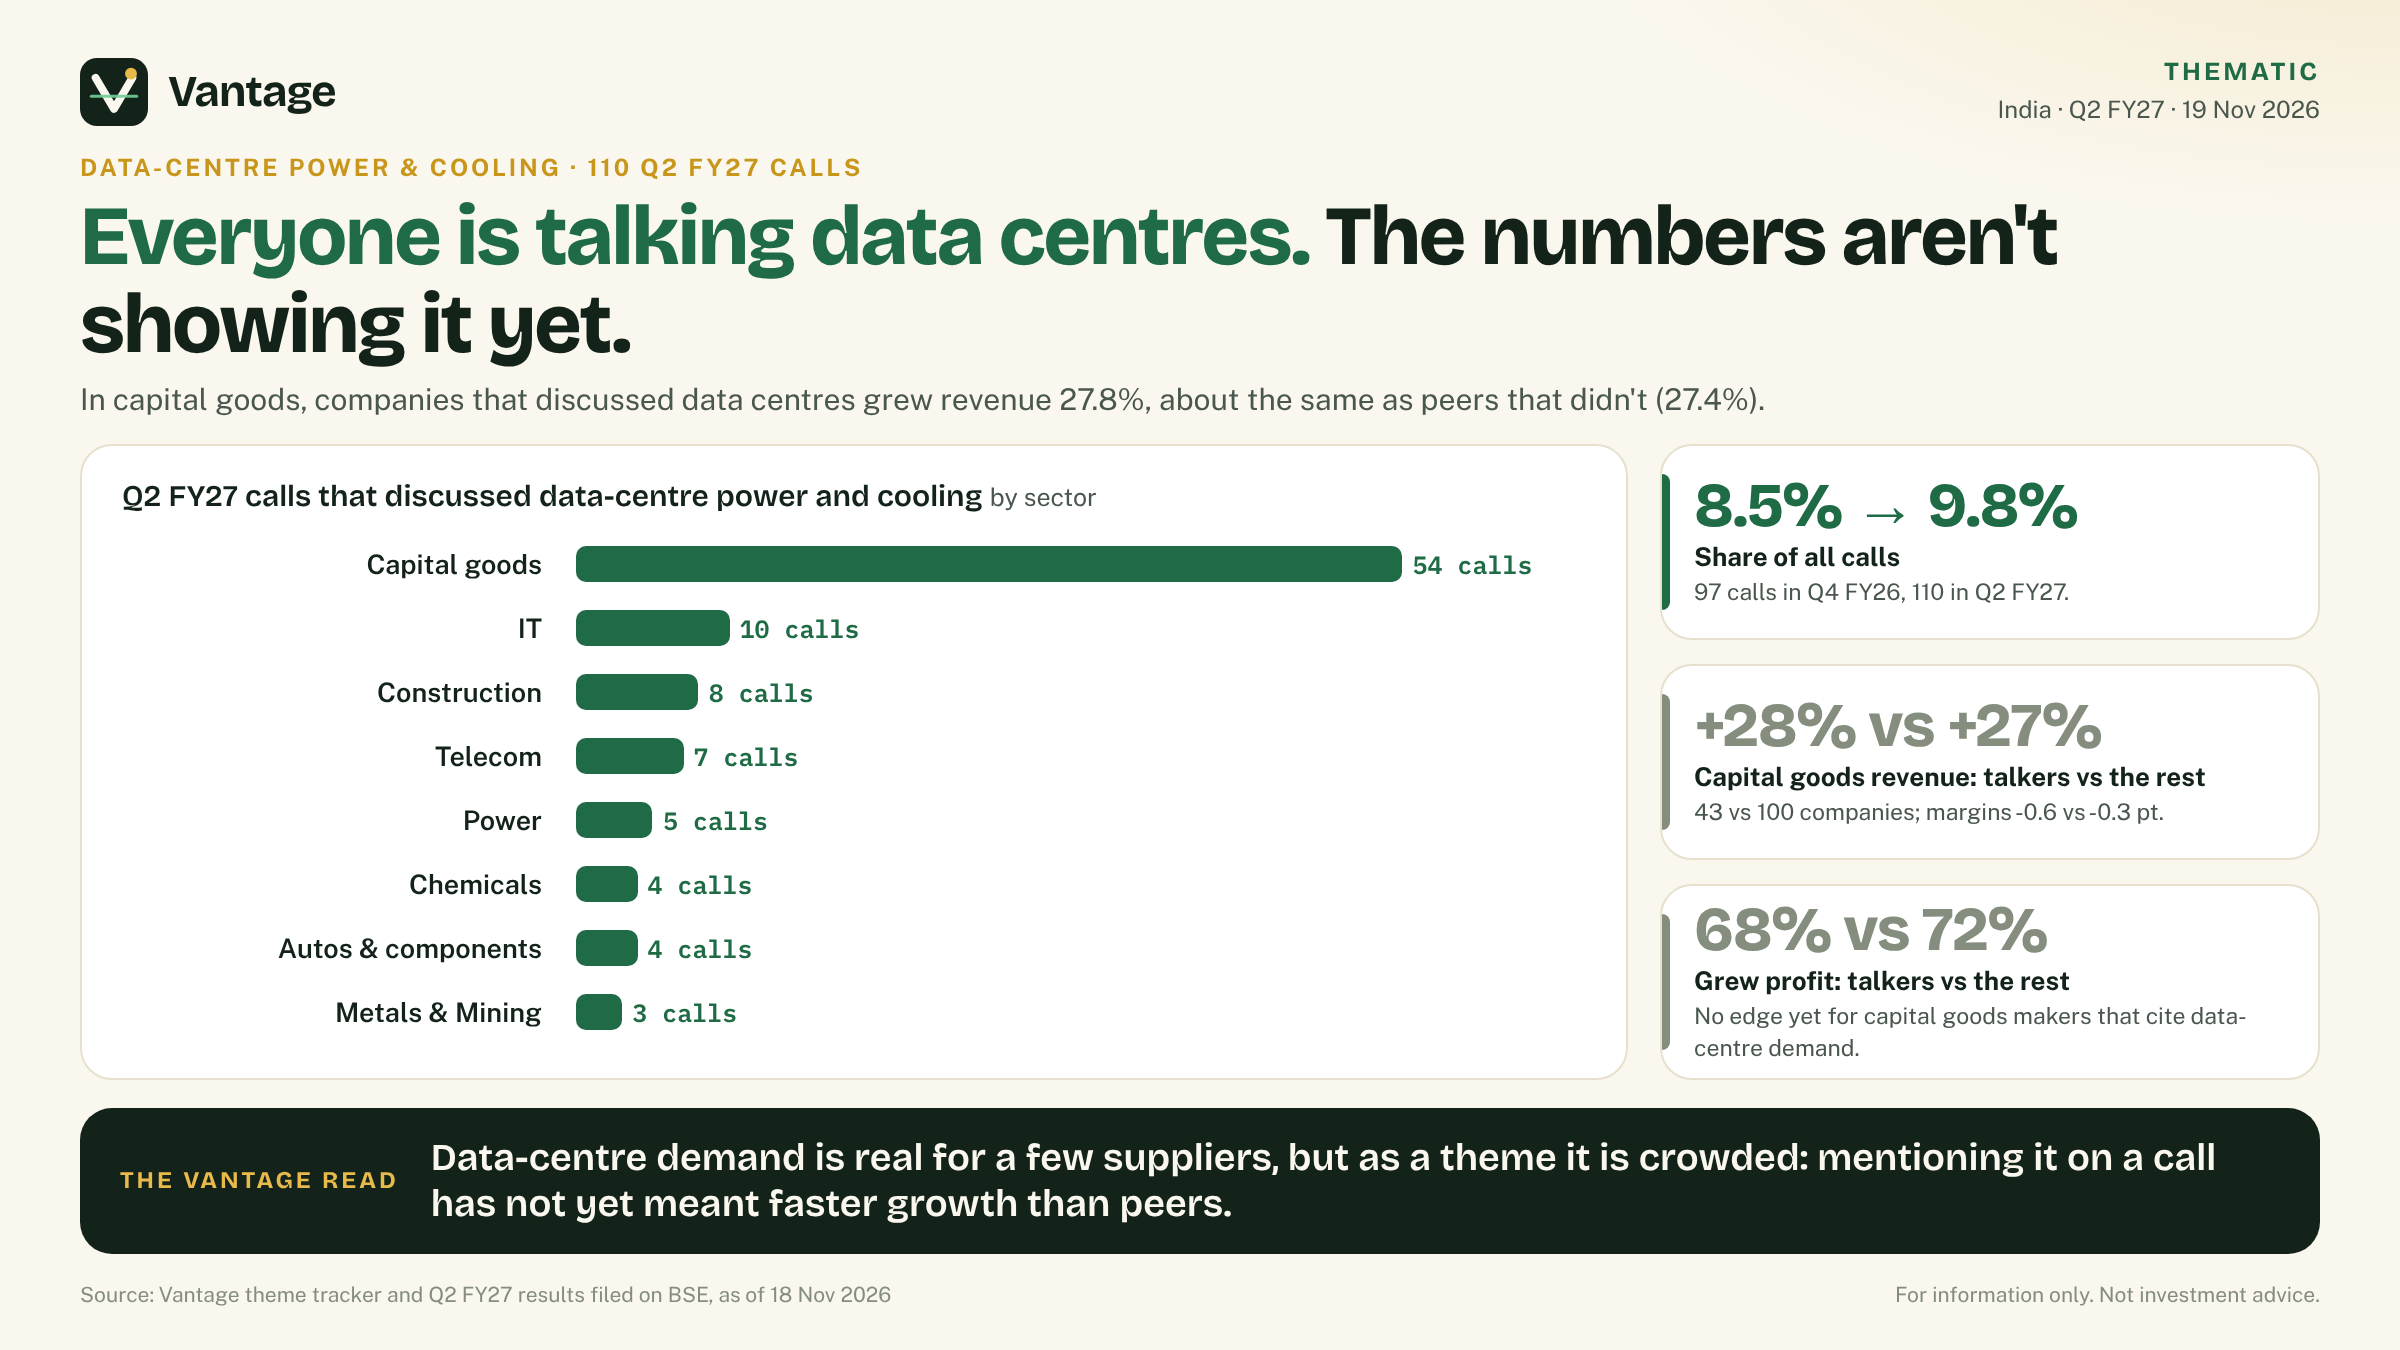 Vantage
THEMATIC
India · Q2 FY27 · 19 Nov 2026
DATA-CENTRE POWER & COOLING · 110 Q2 FY27 CALLS
Everyone is talking data centres. The numbers aren't
showing it yet.
In capital goods, companies that discussed data centres grew revenue 27.8%, about the same as peers that didn't (27.4%).
Q2 FY27 calls that discussed data-centre power and cooling by sector
Capital goods 54 calls
IT 10 calls
Construction 8 calls
Telecom 7 calls
Power 5 calls
Chemicals 4 calls
Autos & components 4 calls
Metals & Mining 3 calls
8.5% → 9.8%
Share of all calls
97 calls in Q4 FY26, 110 in Q2 FY27.
+28% vs +27%
Capital goods revenue: talkers vs the rest
43 vs 100 companies; margins -0.6 vs -0.3 pt.
68% vs 72%
Grew profit: talkers vs the rest
No edge yet for capital goods makers that cite data-
centre demand.
THE VANTAGE READ
Data-centre demand is real for a few suppliers, but as a theme it is crowded: mentioning it on a call
has not yet meant faster growth than peers.
Source: Vantage theme tracker and Q2 FY27 results filed on BSE, as of 18 Nov 2026
For information only. Not investment advice.